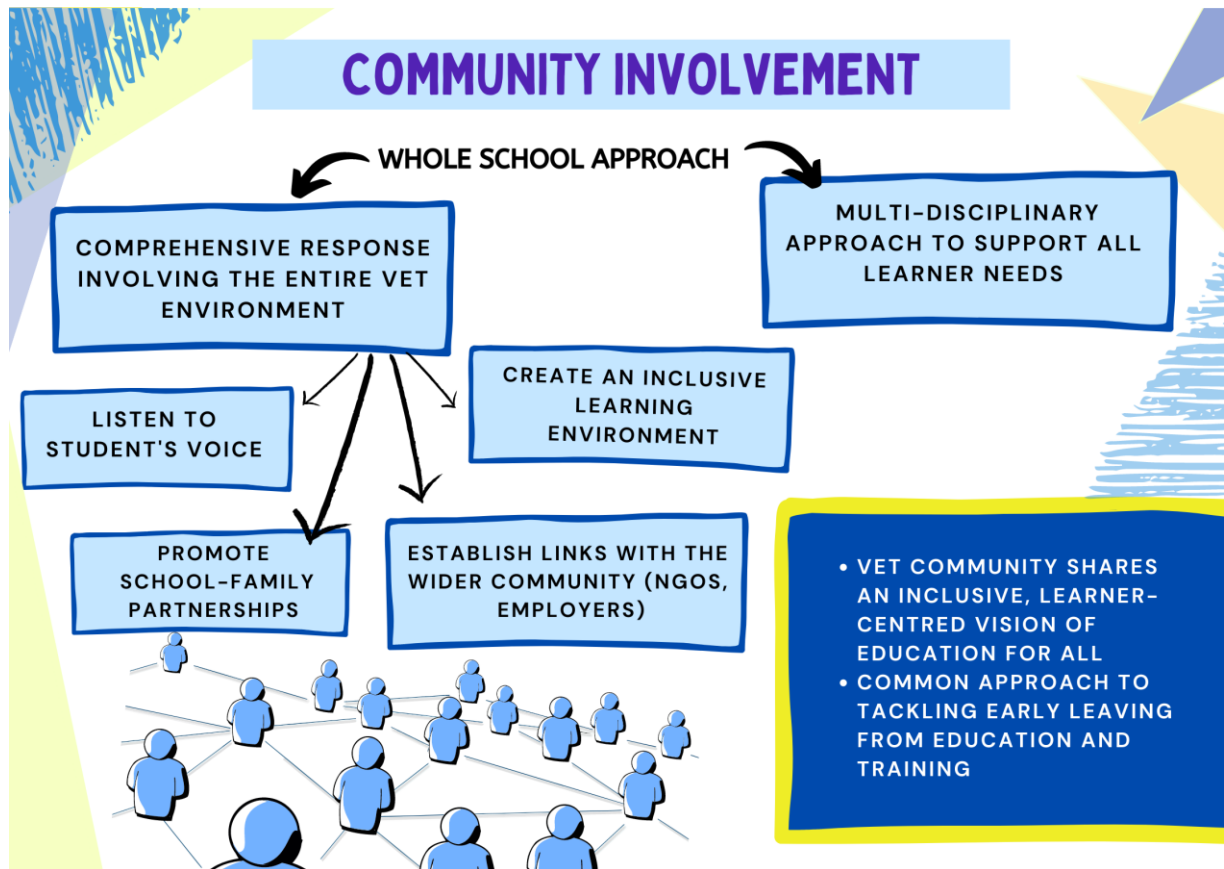 COMMUNITY INVOLVEMENT
WHOLE SCHOOL APPROACH
COMPREHENSIVE RESPONSE
INVOLVING THE ENTIRE VET
ENVIRONMENT
MULTI-DISCIPLINARY
APPROACH TO SUPPORT ALL
LEARNER NEEDS
LISTEN TO
STUDENT'S VOICE
CREATE AN INCLUSIVE
LEARNING
ENVIRONMENT
PROMOTE
SCHOOL-FAMILY
PARTNERSHIPS
ESTABLISH LINKS WITH THE
WIDER COMMUNITY (NGOS,
EMPLOYERS)
• VET COMMUNITY SHARES
AN INCLUSIVE, LEARNER-
CENTRED VISION OF
EDUCATION FOR ALL
• COMMON APPROACH TO
TACKLING EARLY LEAVING
FROM EDUCATION AND
TRAINING